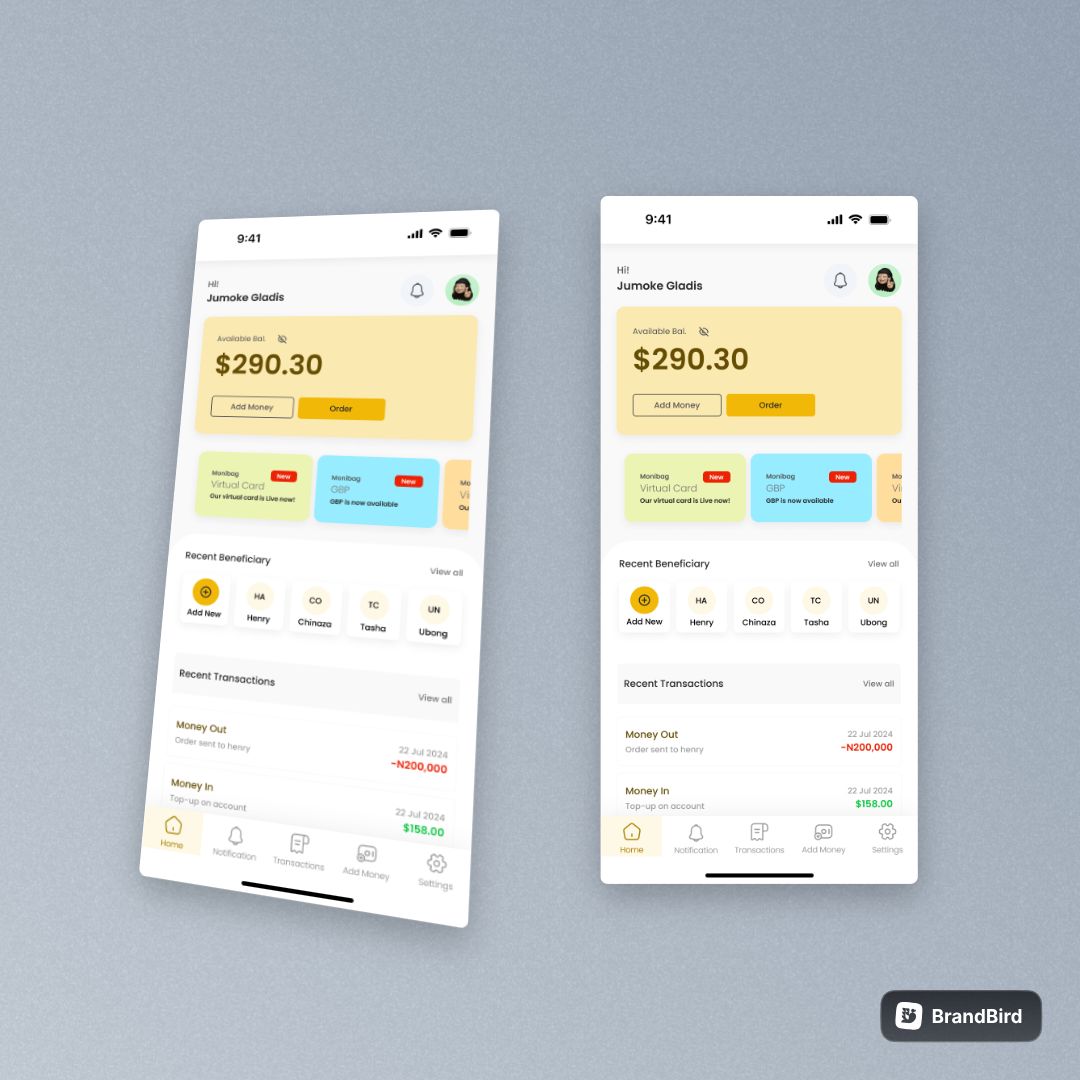 9:41
Hi!
Jumoke Gladis
Available Bal.
$290.30
Add Money Order
Monibag New
Virtual Card
Our virtual card is Live now!
Monibag New
GBP
GBP is now available
Mo
Vi
Ou
Recent Beneficiary View all
HA CO TC UN
Add New Henry Chinaza Tasha Ubong
Recent Transactions View all
Money Out 22 Jul 2024
Order sent to henry -N200,000
Money In 22 Jul 2024
Top-up on account $158.00
Home Notification Transactions Add Money Settings
9:41
Hi!
Jumoke Gladis
Available Bal.
$290.30
Add Money Order
Monibag New
Virtual Card
Our virtual card is Live now!
Monibag New
GBP
GBP is now available
Mo
Vi
Ou
Recent Beneficiary View all
HA CO TC UN
Add New Henry Chinaza Tasha Ubong
Recent Transactions View all
Money Out 22 Jul 2024
Order sent to henry -N200,000
Money In 22 Jul 2024
Top-up on account $158.00
Home Notification Transactions Add Money Settings
BrandBird